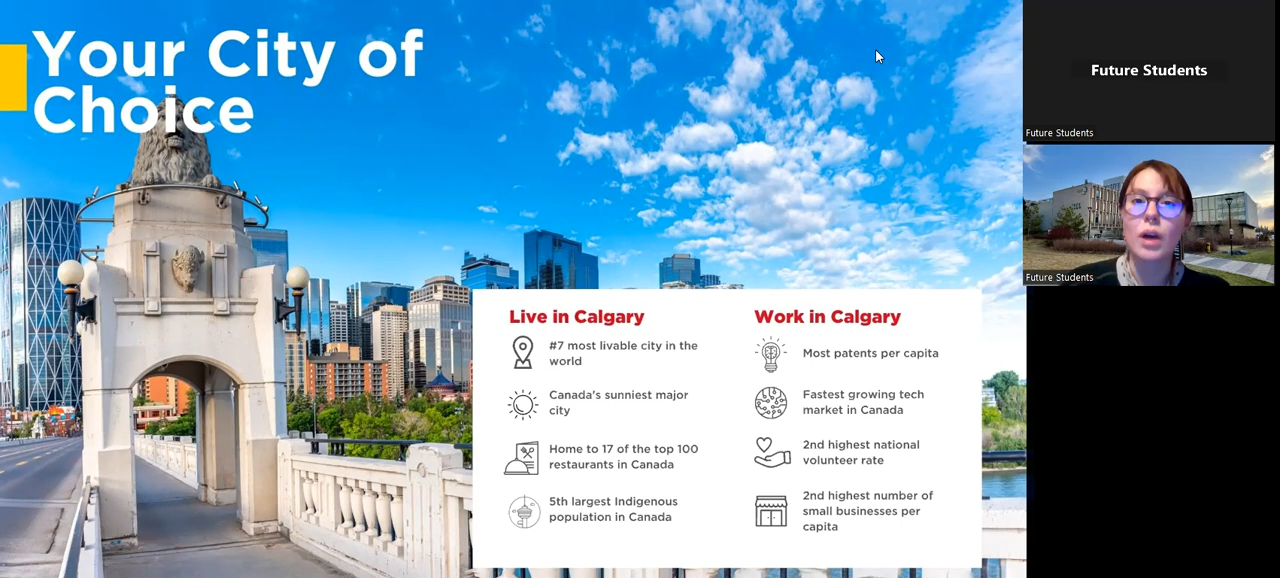 Your City of
Choice
Live in Calgary
#7 most livable city in the
world
Canada's sunniest major
city
Home to 17 of the top 100
restaurants in Canada
5th largest Indigenous
population in Canada
Work in Calgary
Most patents per capita
Fastest growing tech
market in Canada
2nd highest national
volunteer rate
2nd highest number of
small businesses per
capita
Future Students
Future Students
Future Students